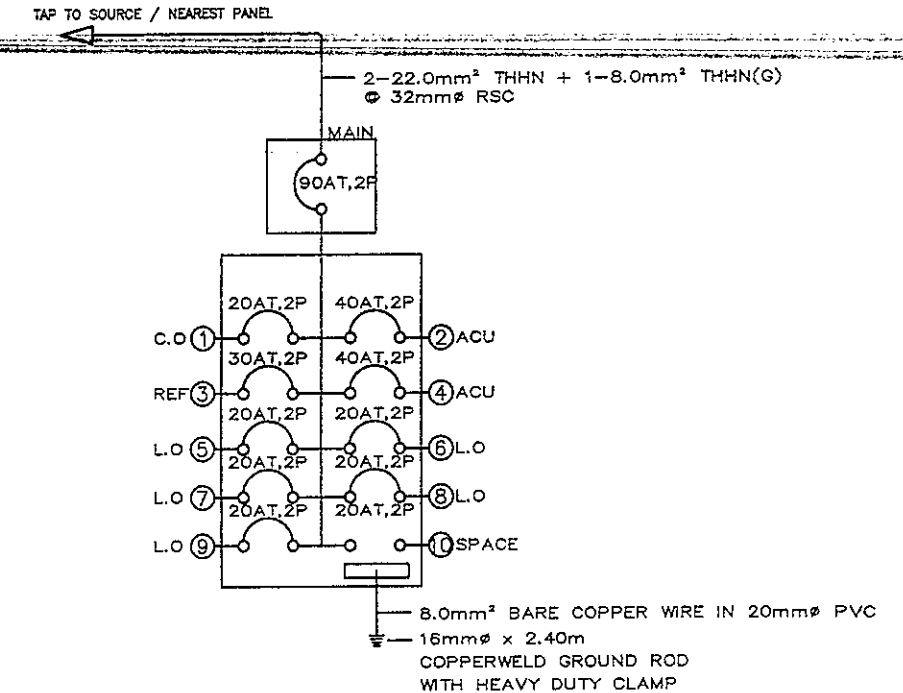 TAP TO SOURCE / NEAREST PANEL
2-22.0mm² THHN + 1-8.0mm² THHN(G)
@ 32mmø RSC
MAIN
90AT,2P
20AT,2P 40AT,2P
C.O 1 2 ACU
30AT,2P 40AT,2P
REF 3 4 ACU
20AT,2P 20AT,2P
L.O 5 6 L.O
20AT,2P 20AT,2P
L.O 7 8 L.O
20AT,2P 20AT,2P
L.O 9 10 SPACE
8.0mm² BARE COPPER WIRE IN 20mmø PVC
16mmø x 2.40m
COPPERWELD GROUND ROD
WITH HEAVY DUTY CLAMP